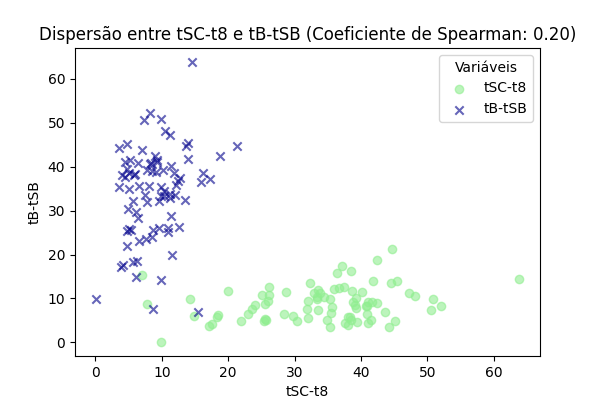 Dispersão entre tSC-t8 e tB-tSB (Coeficiente de Spearman: 0.20)
Variáveis
tSC-t8
tB-tSB
60
50
40
30
20
10
0
tB-tSB
0 10 20 30 40 50 60
tSC-t8